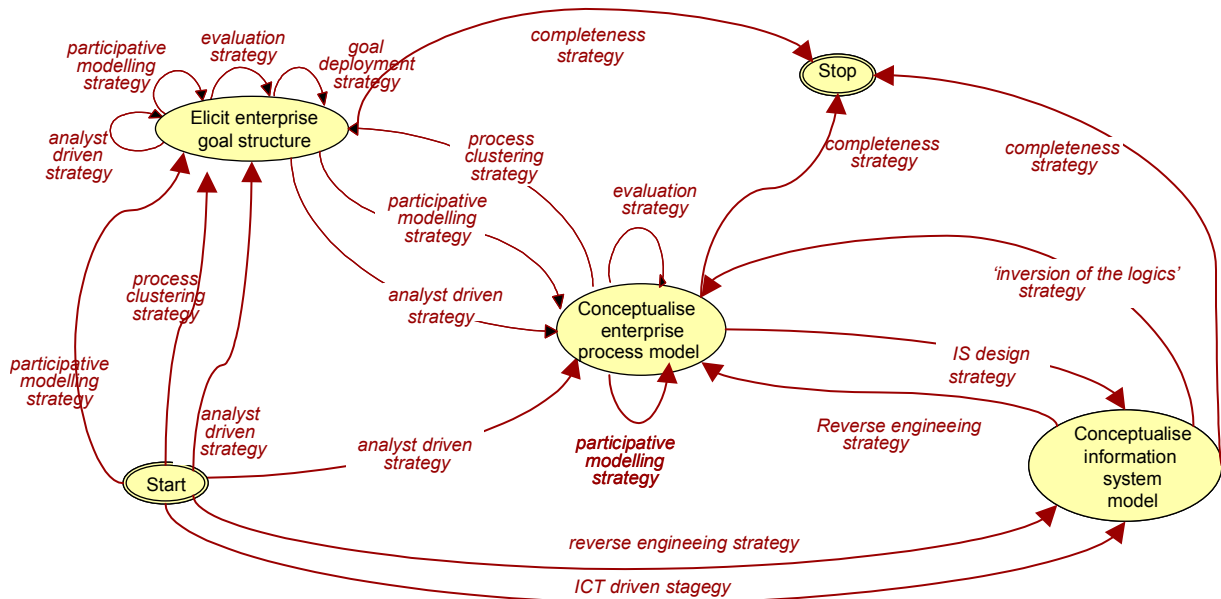 participative
modelling
strategy
evaluation
strategy
goal
deployment
strategy
completeness
strategy
Stop
Elicit enterprise
goal structure
analyst
driven
strategy
process
clustering
strategy
completeness
strategy
completeness
strategy
participative
modelling
strategy
evaluation
strategy
process
clustering
strategy
analyst driven
strategy
'inversion of the logics'
strategy
Conceptualise
enterprise
process model
participative
modelling
strategy
IS design
strategy
analyst
driven
strategy
analyst driven
strategy
participative
modelling
strategy
Reverse engineeing
strategy
Conceptualise
information
system
model
Start
reverse engineeing strategy
ICT driven stagegy